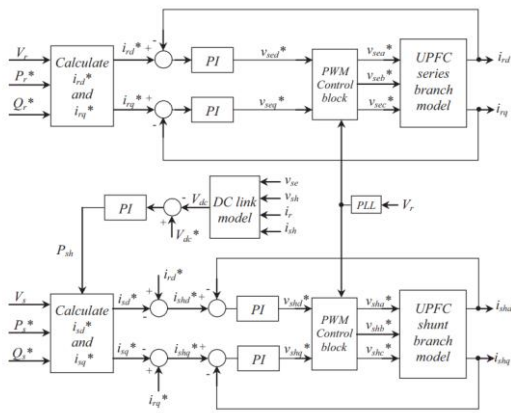 V_r
P_r*
Q_r*
Calculate
i_rd*
and
i_rq*
i_rd* + -
i_rq* + -
PI
PI
v_sed*
v_seq*
PWM
Control
block
v_sea*
v_seb*
v_sec*
UPFC
series
branch
model
i_rd
i_rq
PI
- V_dc
+ V_dc*
DC link
model
v_se
v_sh
i_r
i_sh
PLL
V_r
P_sh
V_s
P_s*
Q_s*
Calculate
i_sd*
and
i_sq*
i_rd*
i_sd* - +
i_shd* + -
i_sq* - +
i_shq* + -
i_rq*
PI
PI
v_shd*
v_shq*
PWM
Control
block
v_sha*
v_shb*
v_shc*
UPFC
shunt
branch
model
i_shd
i_shq